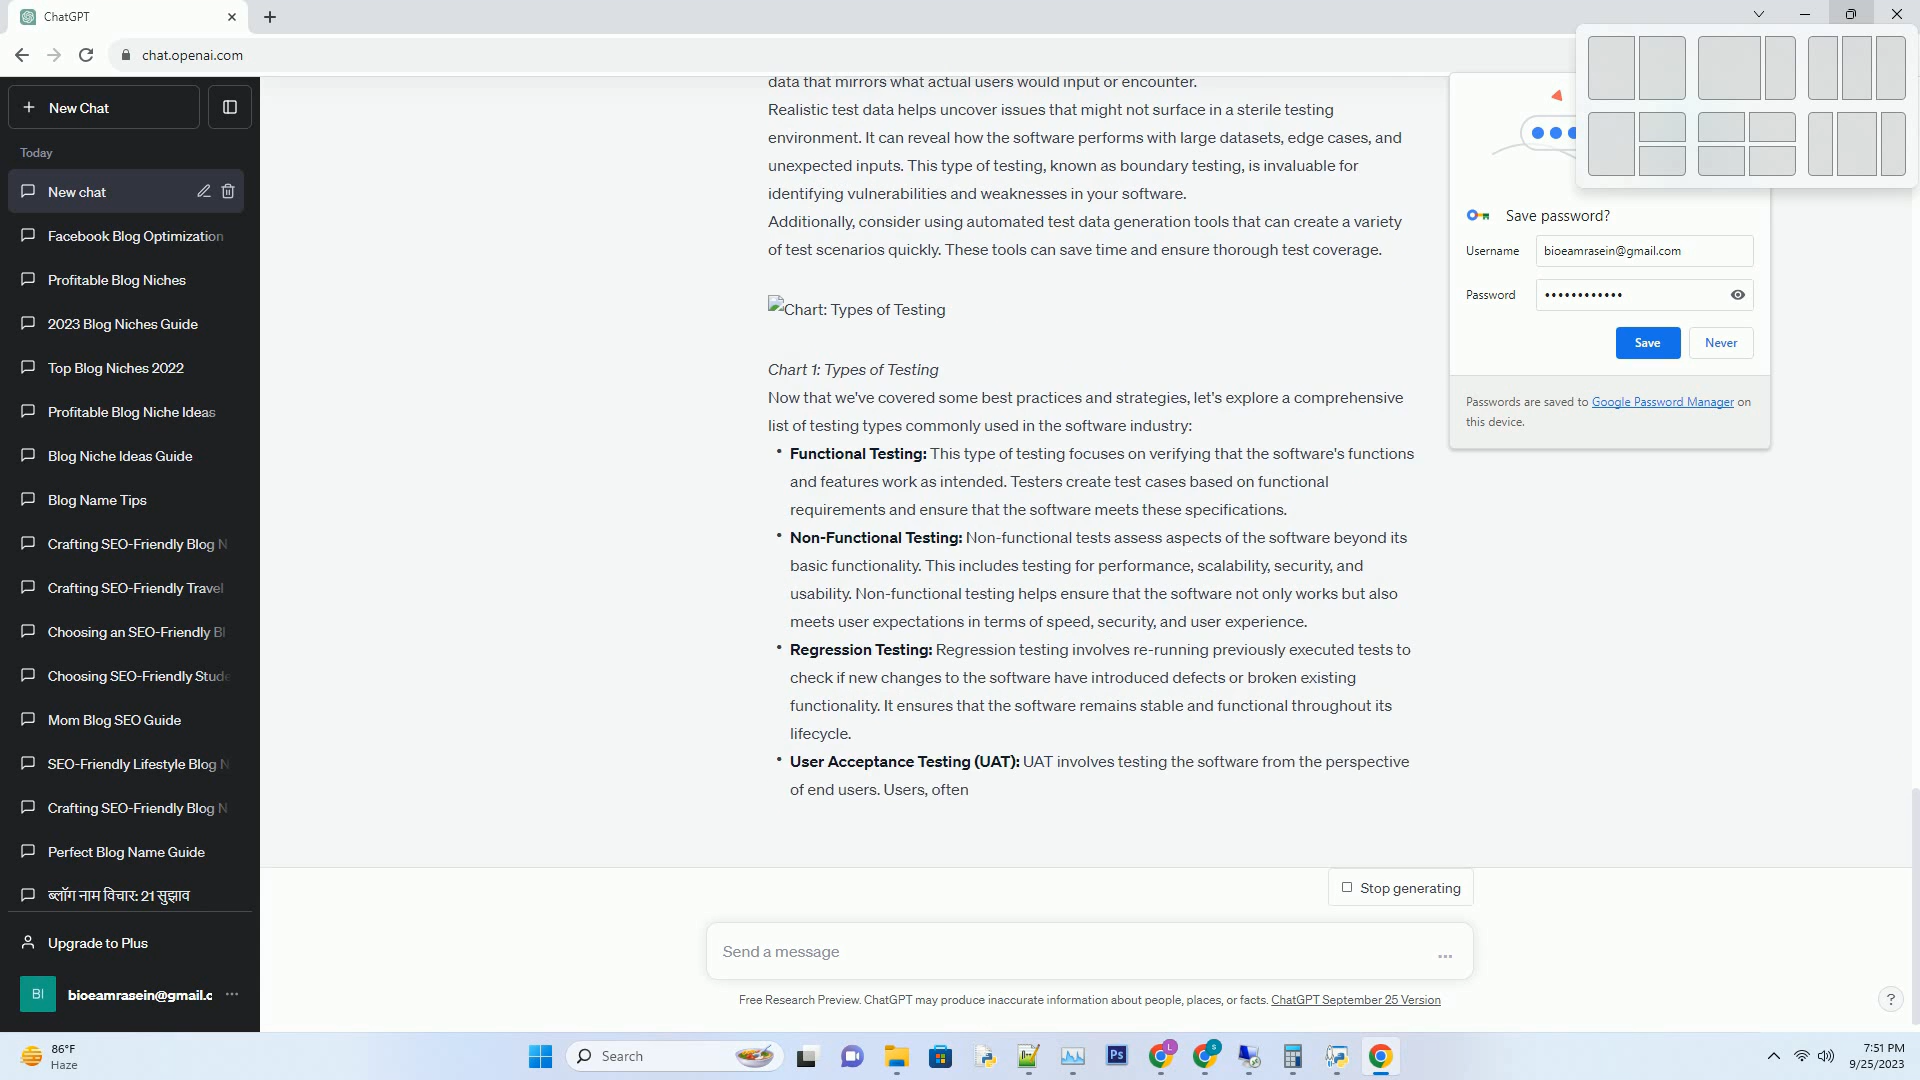 ChatGPT
chat.openai.com
New Chat
Today
New chat
Facebook Blog Optimization
Profitable Blog Niches
2023 Blog Niches Guide
Top Blog Niches 2022
Profitable Blog Niche Ideas
Blog Niche Ideas Guide
Blog Name Tips
Crafting SEO-Friendly Blog N
Crafting SEO-Friendly Travel
Choosing an SEO-Friendly Bl
Choosing SEO-Friendly Stude
Mom Blog SEO Guide
SEO-Friendly Lifestyle Blog N
Crafting SEO-Friendly Blog N
Perfect Blog Name Guide
ब्लॉग नाम विचार: 21 सुझाव
Upgrade to Plus
BI
bioeamrasein@gmail.c
data that mirrors what actual users would input or encounter.
Realistic test data helps uncover issues that might not surface in a sterile testing
environment. It can reveal how the software performs with large datasets, edge cases, and
unexpected inputs. This type of testing, known as boundary testing, is invaluable for
identifying vulnerabilities and weaknesses in your software.
Additionally, consider using automated test data generation tools that can create a variety
of test scenarios quickly. These tools can save time and ensure thorough test coverage.
Chart: Types of Testing
Chart 1: Types of Testing
Now that we've covered some best practices and strategies, let's explore a comprehensive
list of testing types commonly used in the software industry:
• Functional Testing: This type of testing focuses on verifying that the software's functions
and features work as intended. Testers create test cases based on functional
requirements and ensure that the software meets these specifications.
• Non-Functional Testing: Non-functional tests assess aspects of the software beyond its
basic functionality. This includes testing for performance, scalability, security, and
usability. Non-functional testing helps ensure that the software not only works but also
meets user expectations in terms of speed, security, and user experience.
• Regression Testing: Regression testing involves re-running previously executed tests to
check if new changes to the software have introduced defects or broken existing
functionality. It ensures that the software remains stable and functional throughout its
lifecycle.
• User Acceptance Testing (UAT): UAT involves testing the software from the perspective
of end users. Users, often
Stop generating
Send a message
Free Research Preview. ChatGPT may produce inaccurate information about people, places, or facts. ChatGPT September 25 Version
?
Save password?
Username
bioeamrasein@gmail.com
Password
••••••••••••
Save
Never
Passwords are saved to Google Password Manager on
this device.
86°F
Haze
Search
Ps
L
S
7:51 PM
9/25/2023